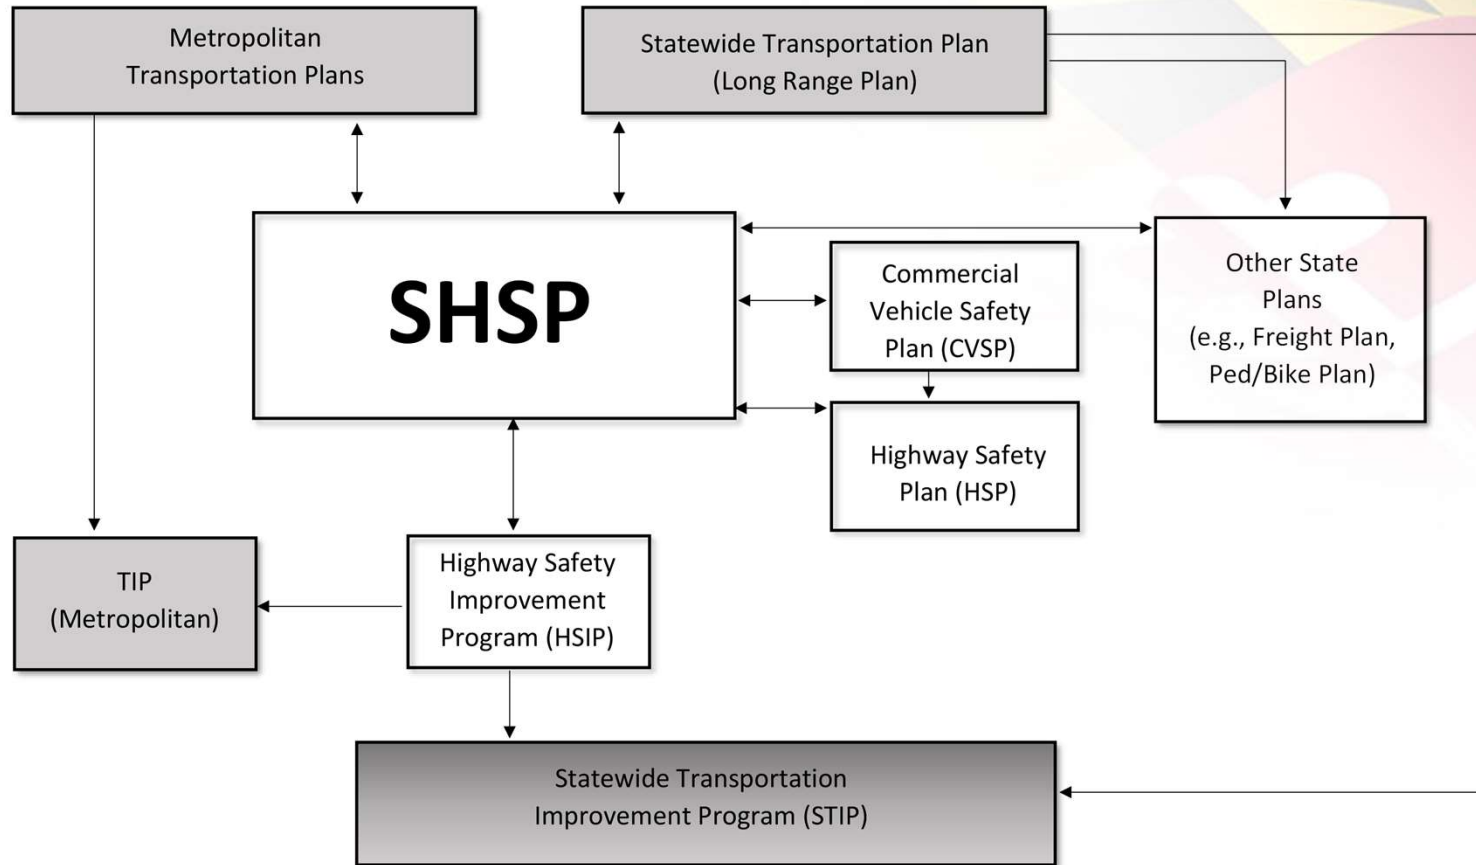 Metropolitan
Transportation Plans
Statewide Transportation Plan
(Long Range Plan)
SHSP
Commercial
Vehicle Safety
Plan (CVSP)
Other State
Plans
(e.g., Freight Plan,
Ped/Bike Plan)
Highway Safety
Plan (HSP)
TIP
(Metropolitan)
Highway Safety
Improvement
Program (HSIP)
Statewide Transportation
Improvement Program (STIP)